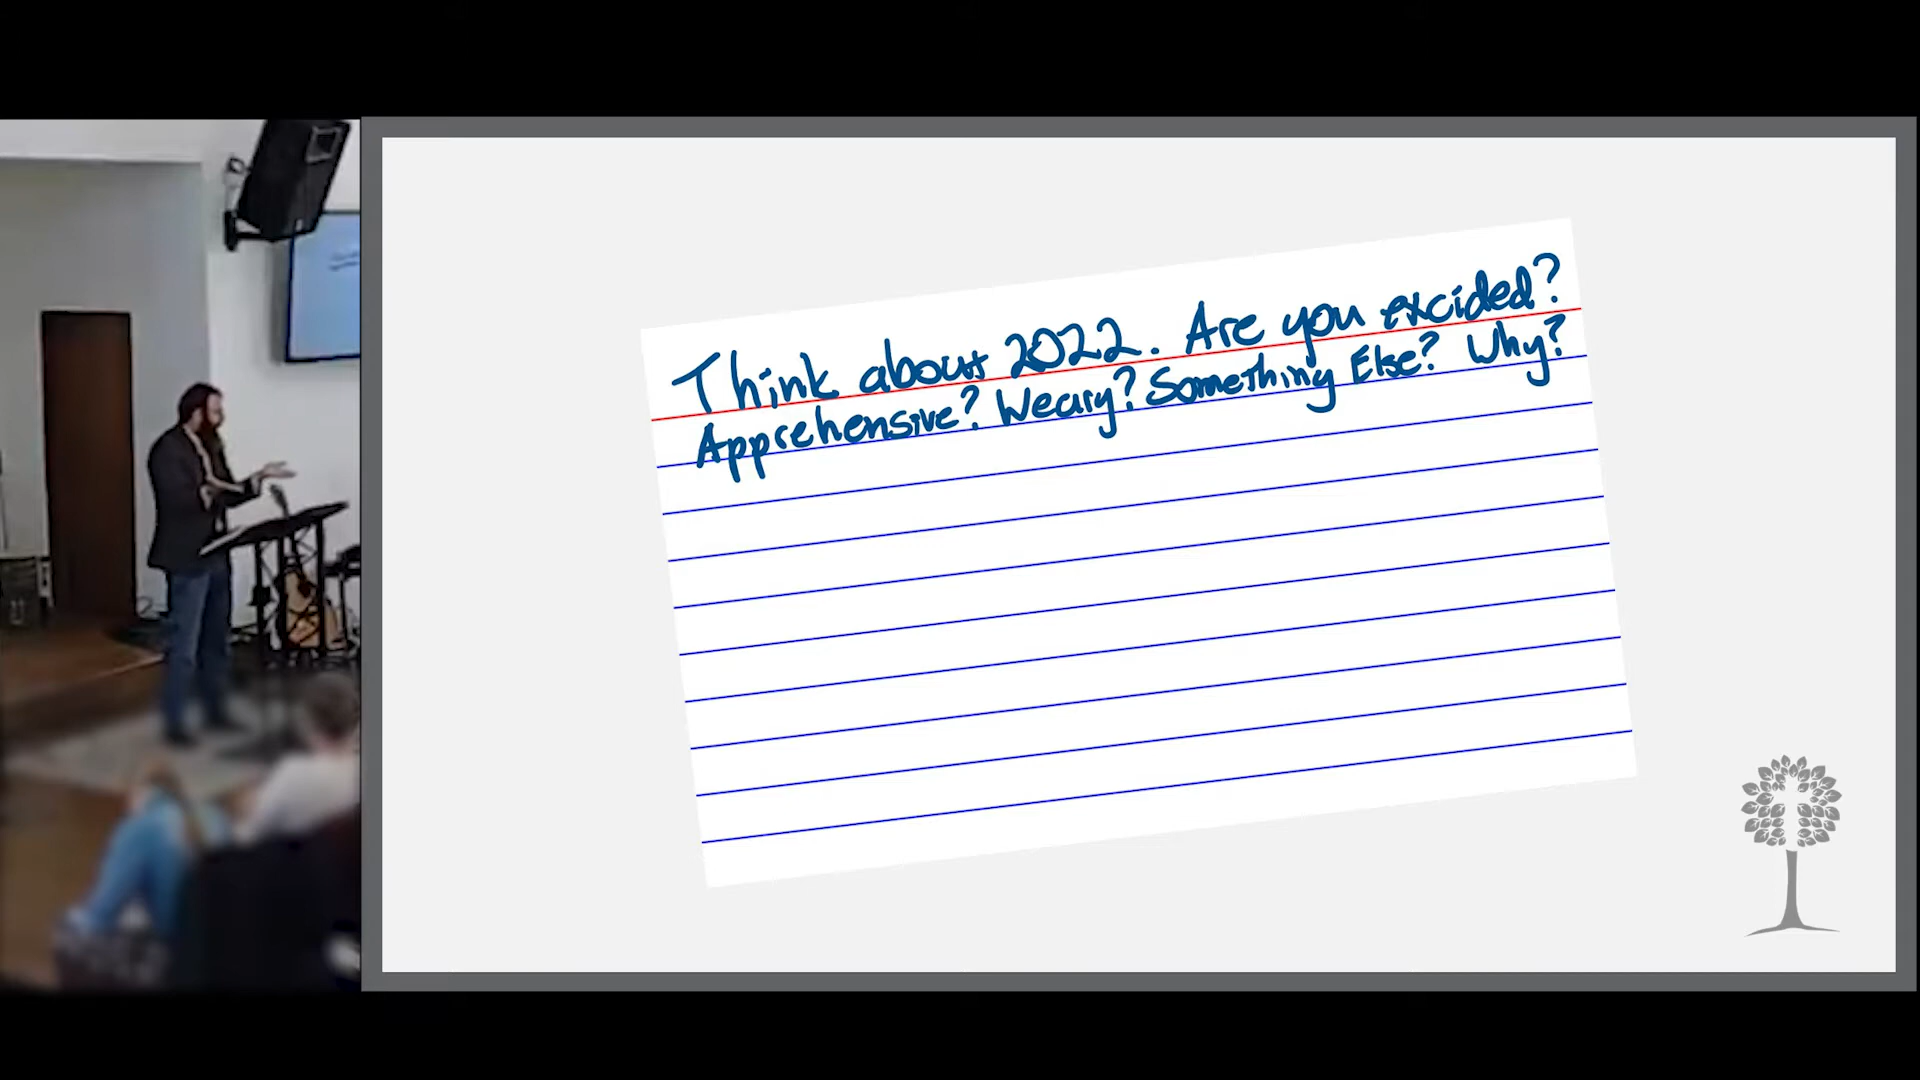 Think about 2022. Are you excided?
Apprehensive? Weary? Something Else? Why?